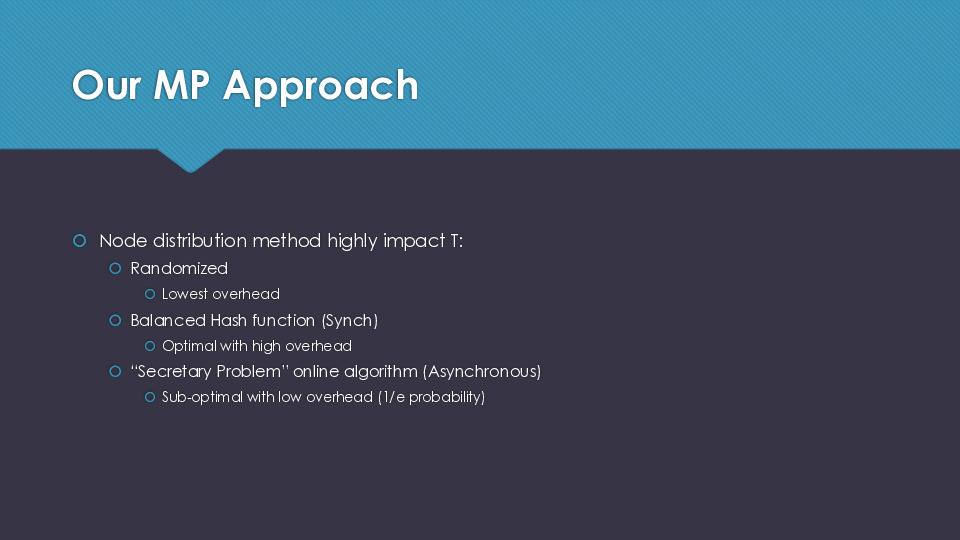 Our MP Approach
Node distribution method highly impact T:
Randomized
Lowest overhead
Balanced Hash function (Synch)
Optimal with high overhead
“Secretary Problem” online algorithm (Asynchronous)
Sub-optimal with low overhead (1/e probability)